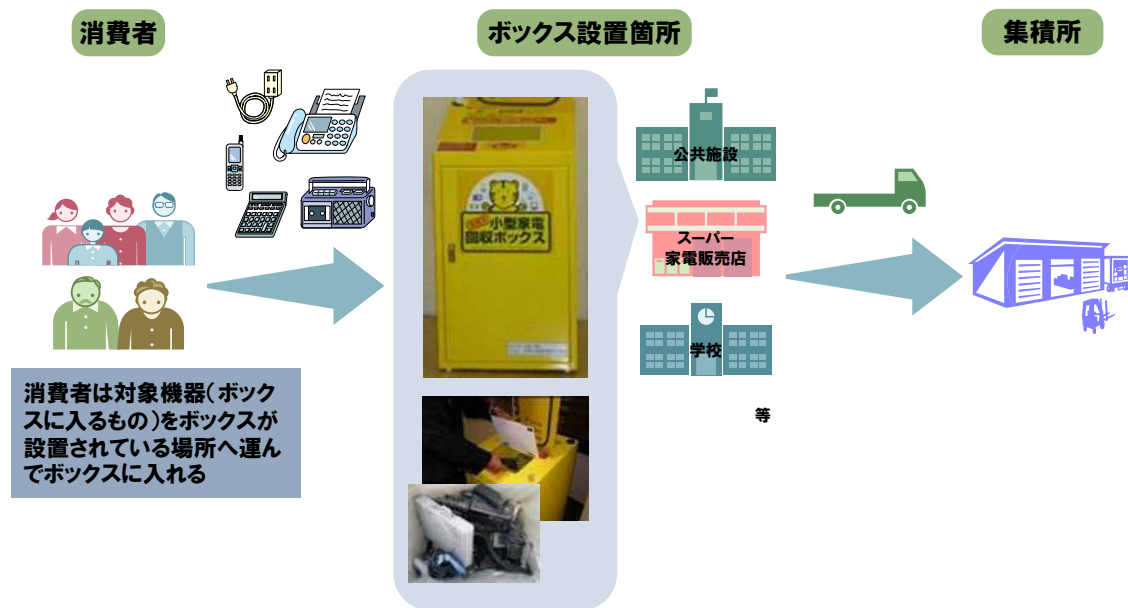 消費者
ボックス設置箇所
集積所
小型家電
回収ボックス
公共施設
スーパー
家電販売店
学校
等
消費者は対象機器(ボック
スに入るもの)をボックスが
設置されている場所へ運ん
でボックスに入れる